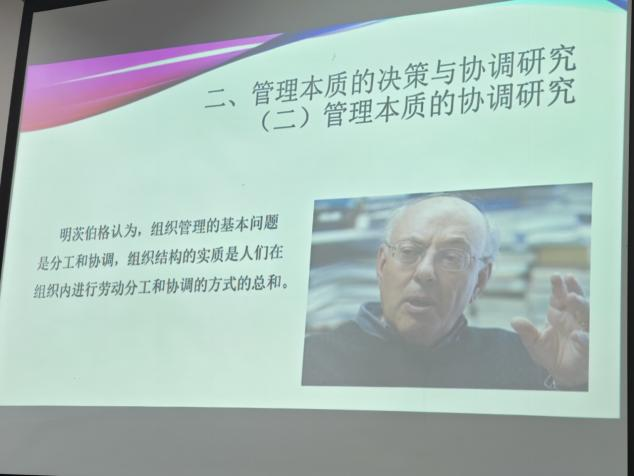 二、管理本质的决策与协调研究
（二）管理本质的协调研究
明茨伯格认为，组织管理的基本问题
是分工和协调，组织结构的实质是人们在
组织内进行劳动分工和协调的方式的总和。